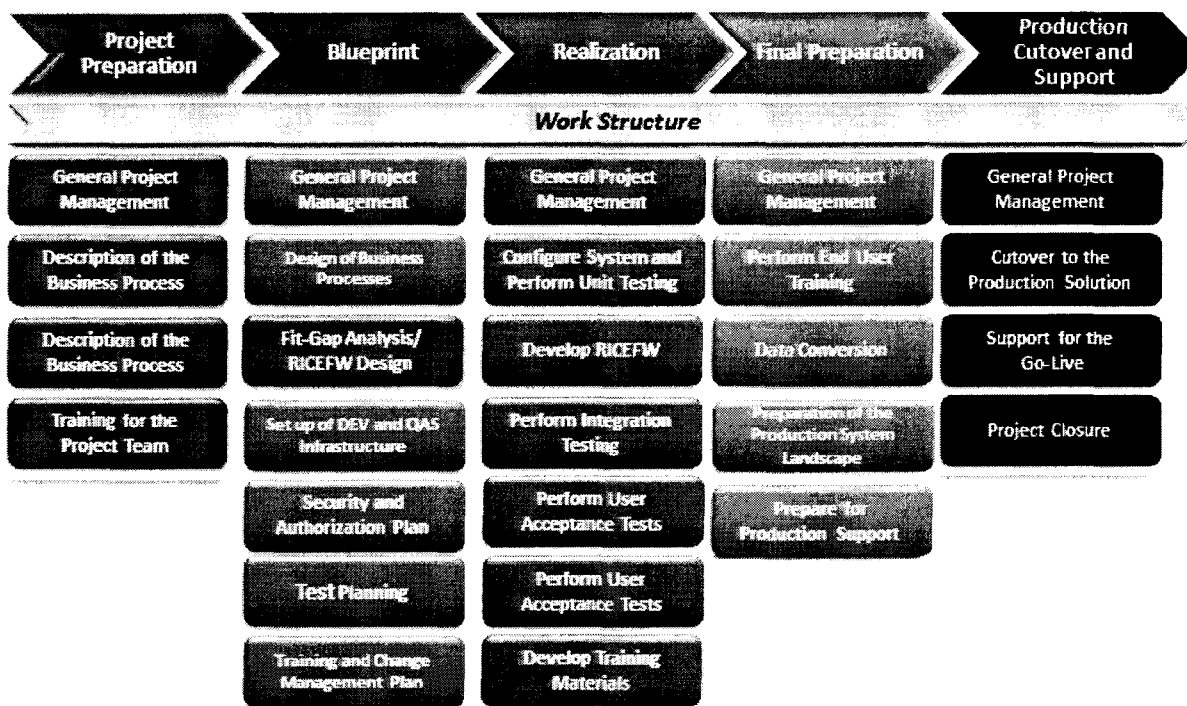 Project
Preparation
Blueprint
Realization
Final Preparation
Production
Cutover and
Support
Work Structure
General Project
Management
Description of the
Business Process
Description of the
Business Process
Training for the
Project Team
General Project
Management
Design of Business
Processes
Fit-Gap Analysis/
RICEFW Design
Set up of DEV and QAS
Infrastructure
Security and
Authorization Plan
Test Planning
Training and Change
Management Plan
General Project
Management
Configure System and
Perform Unit Testing
Develop RICEFW
Perform Integration
Testing
Perform User
Acceptance Tests
Perform User
Acceptance Tests
Develop Training
Materials
General Project
Management
Perform End User
Training
Data Conversion
Preparation of the
Production System
Landscape
Prepare for
Production Support
General Project
Management
Cutover to the
Production Solution
Support for the
Go-Live
Project Closure